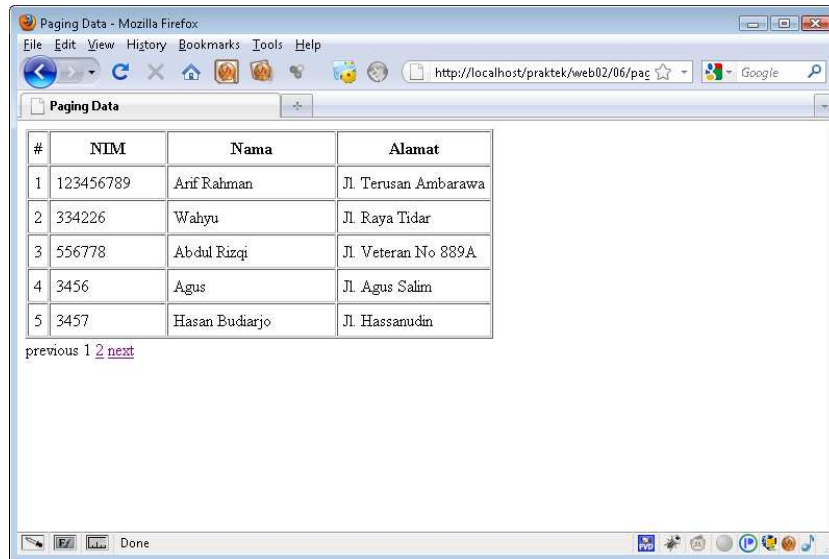 Paging Data - Mozilla Firefox
File Edit View History Bookmarks Tools Help
http://localhost/praktek/web02/06/pag
Google
Paging Data
# NIM Nama Alamat
1 123456789 Arif Rahman Jl. Terusan Ambarawa
2 334226 Wahyu Jl. Raya Tidar
3 556778 Abdul Rizqi Jl. Veteran No 889A
4 3456 Agus Jl. Agus Salim
5 3457 Hasan Budiarjo Jl. Hassanudin
previous 1 2 next
Done